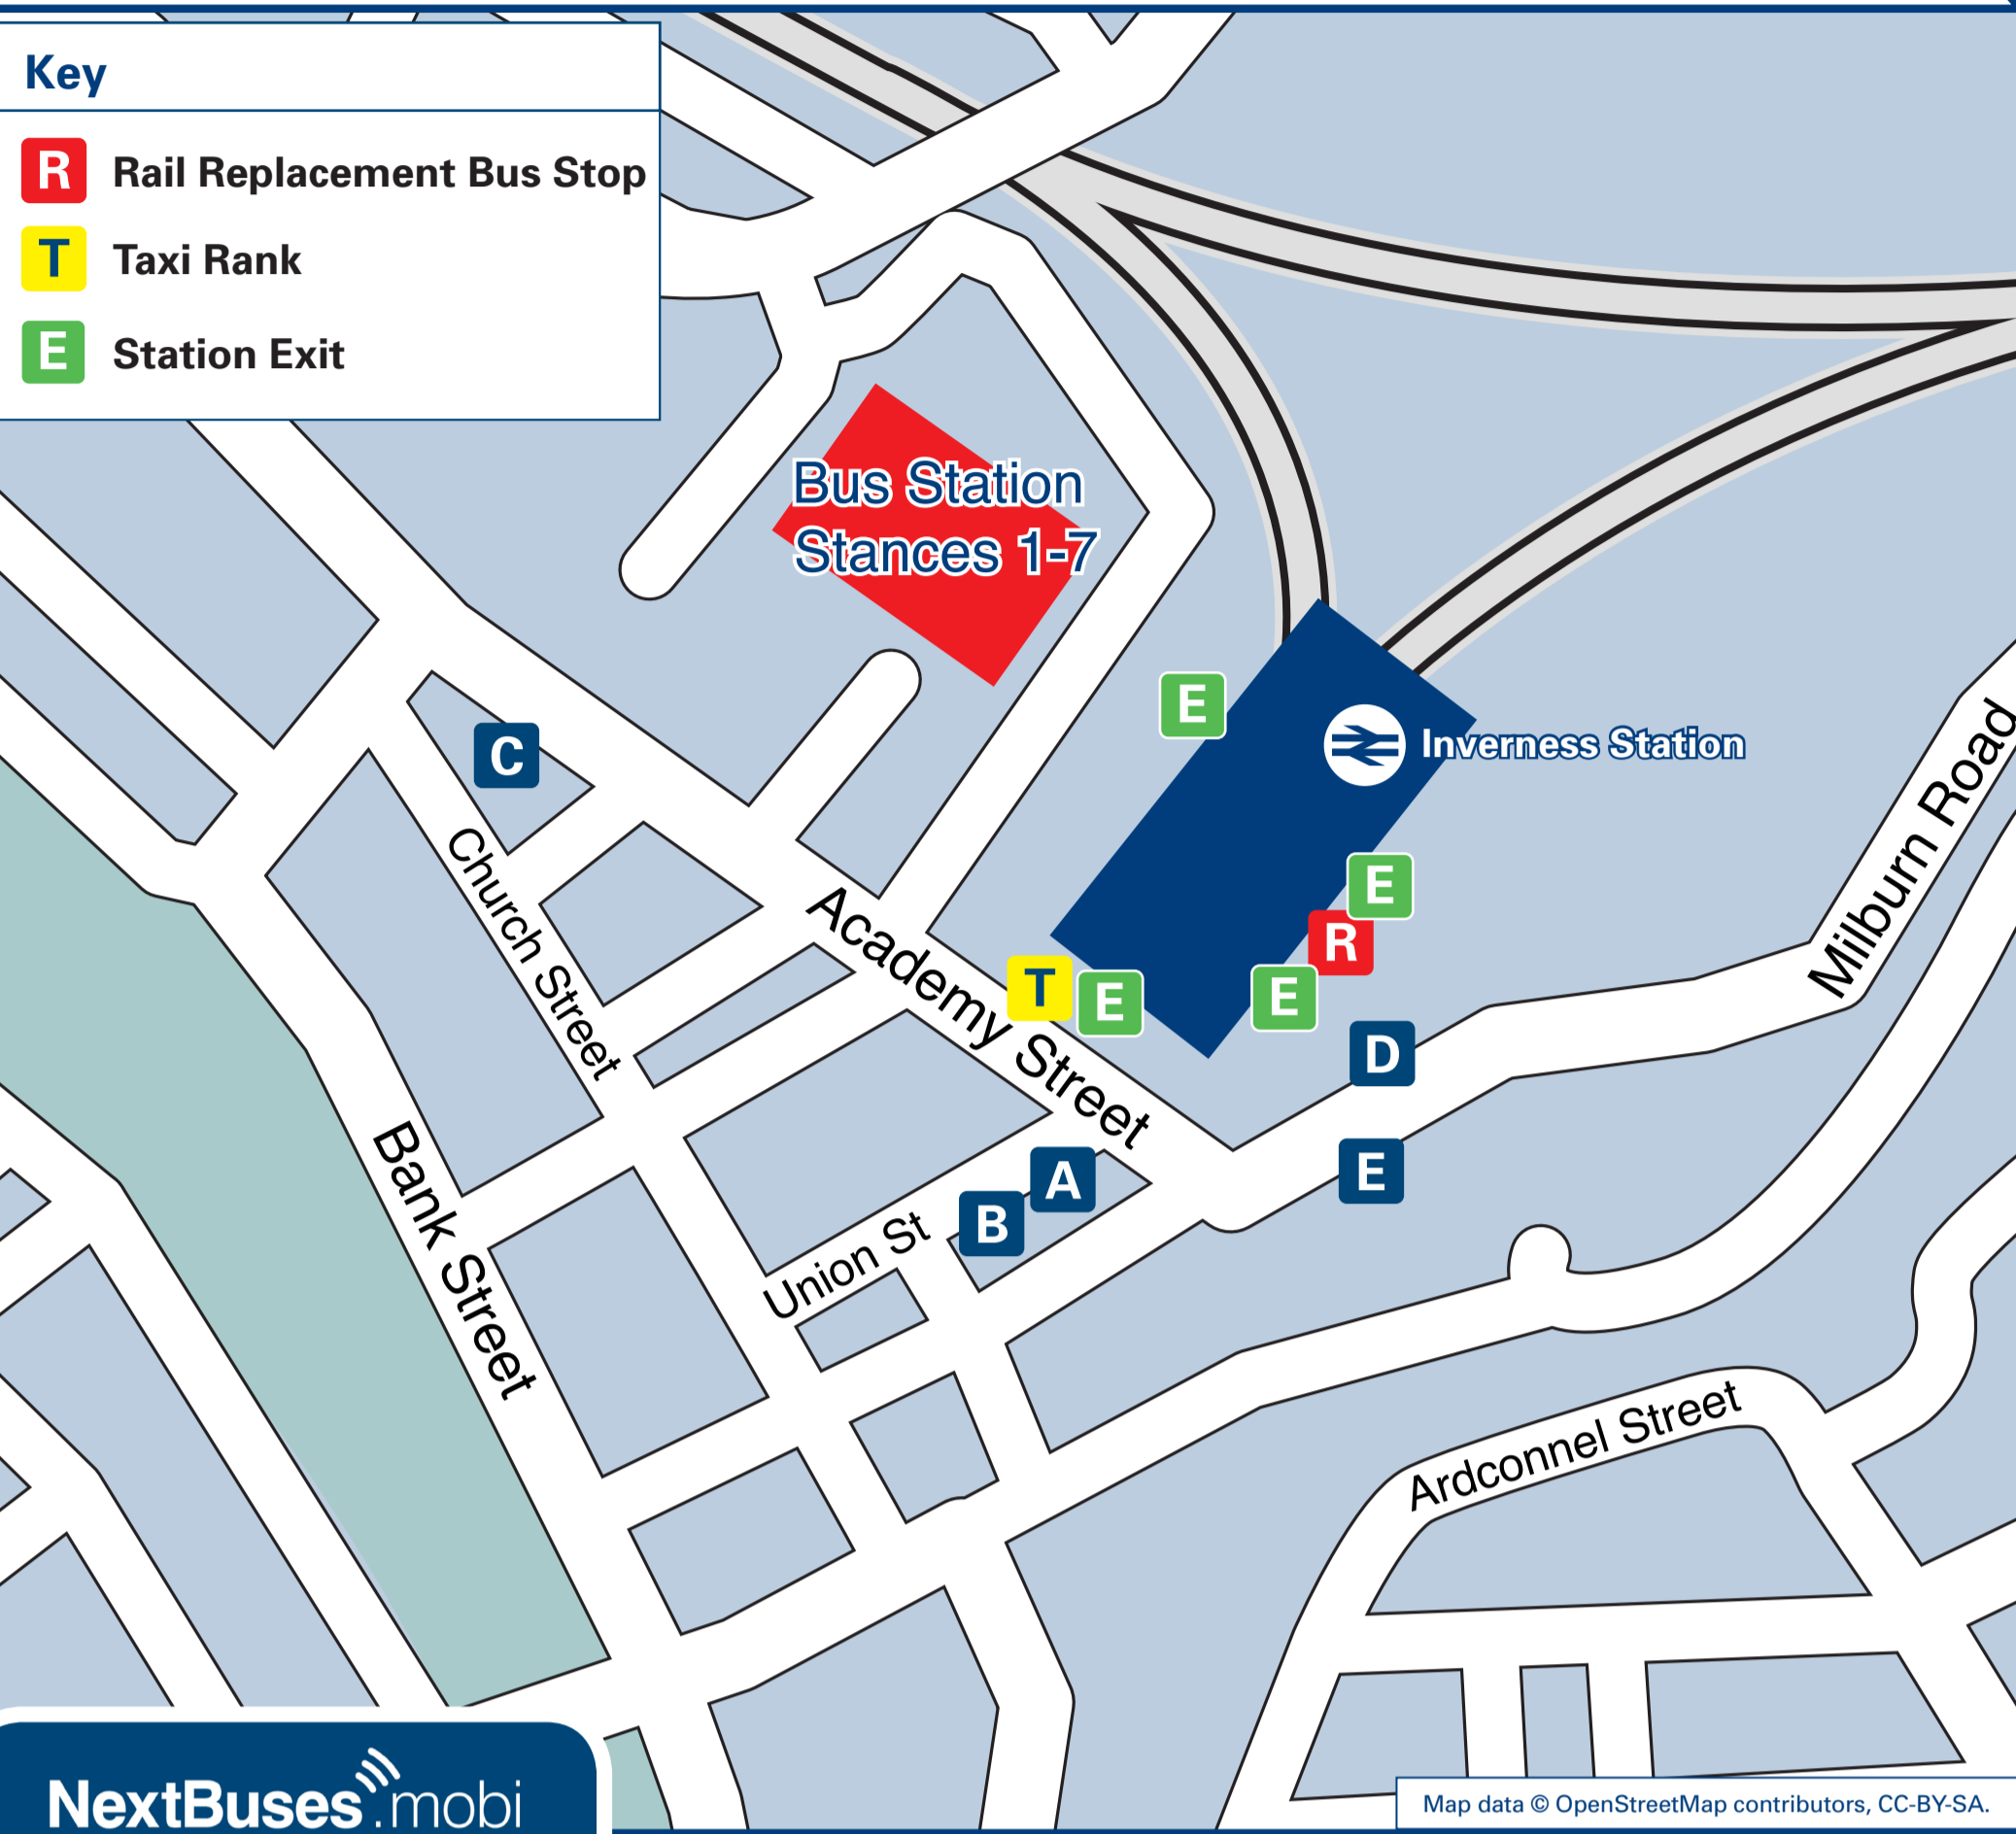 Key
R Rail Replacement Bus Stop
T Taxi Rank
E Station Exit
Bus Station
Stances 1-7
E
Inverness Station
C
Milburn Road
Church Street
Academy Street
E
R
T
E
E
D
E
A
B
Bank Street
Union St
Ardconnel Street
NextBuses.mobi
Map data © OpenStreetMap contributors, CC-BY-SA.